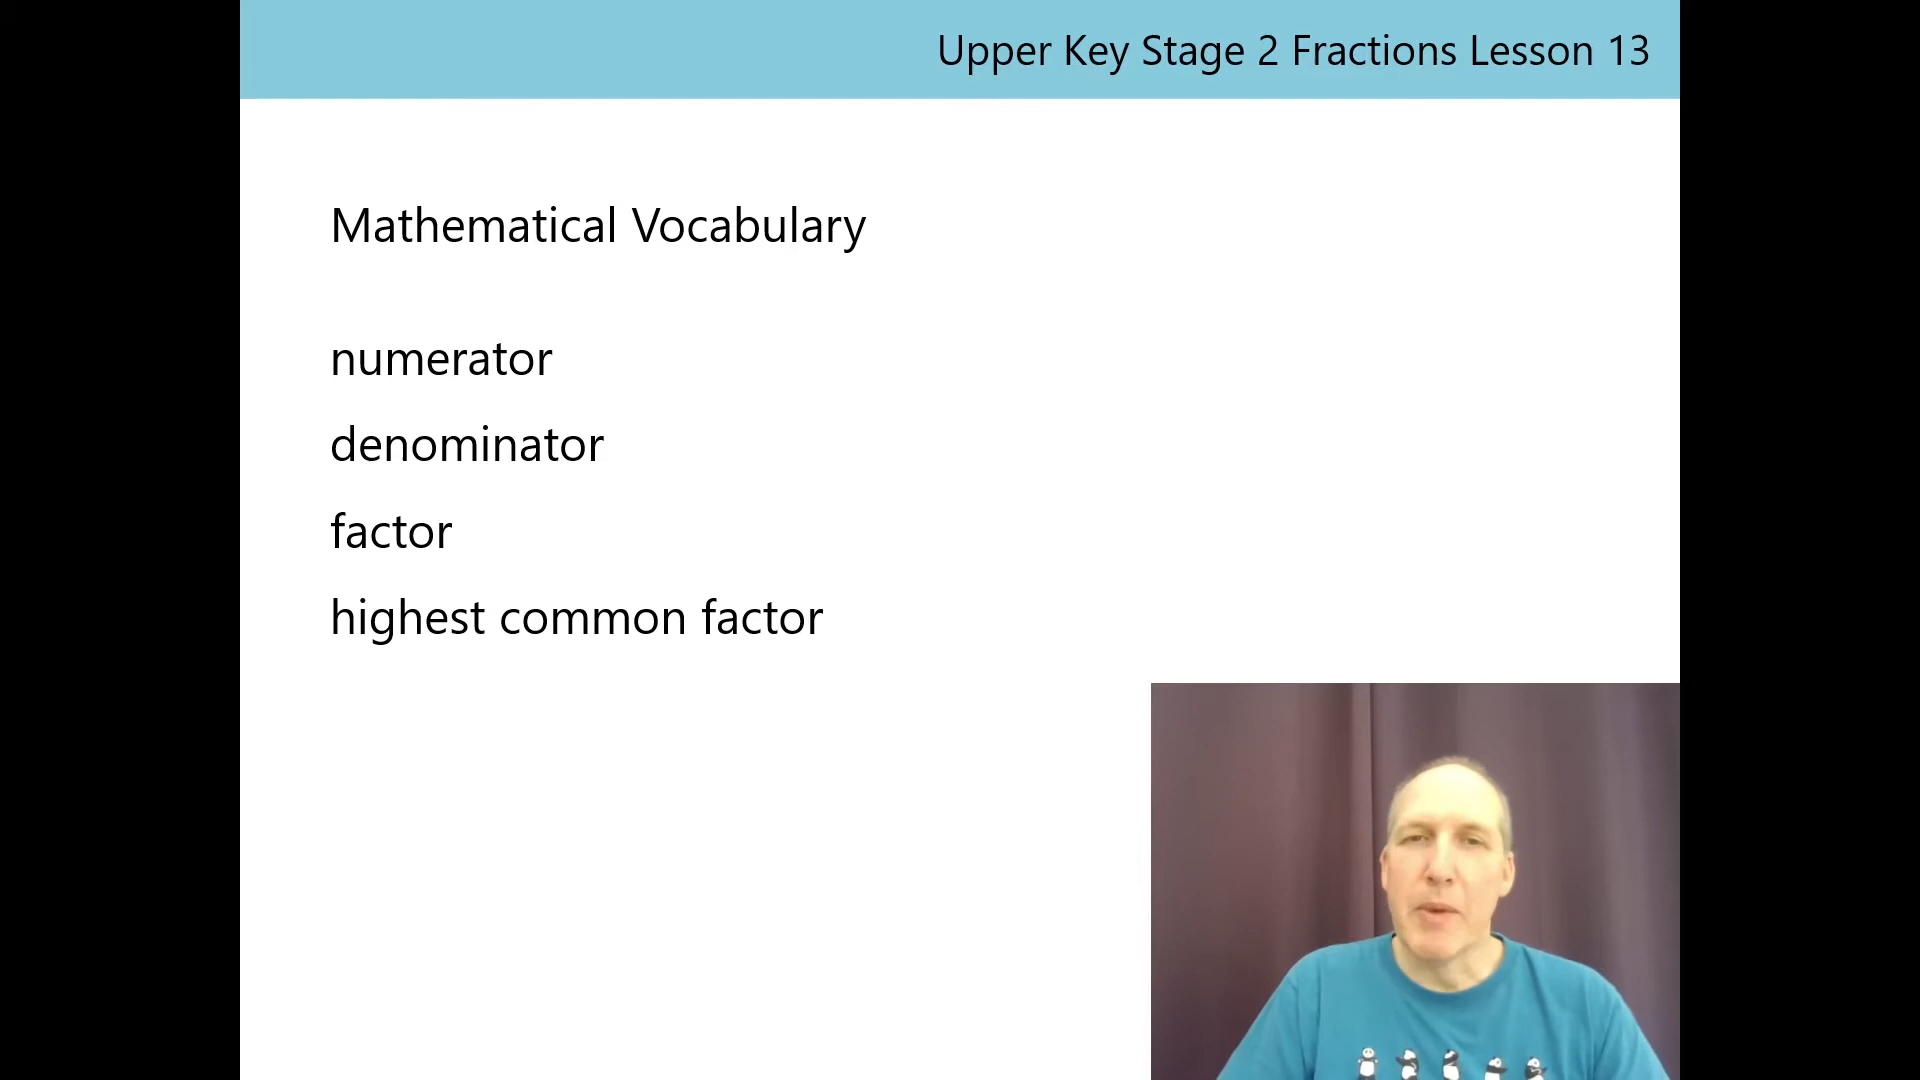 Upper Key Stage 2 Fractions Lesson 13
Mathematical Vocabulary
numerator
denominator
factor
highest common factor